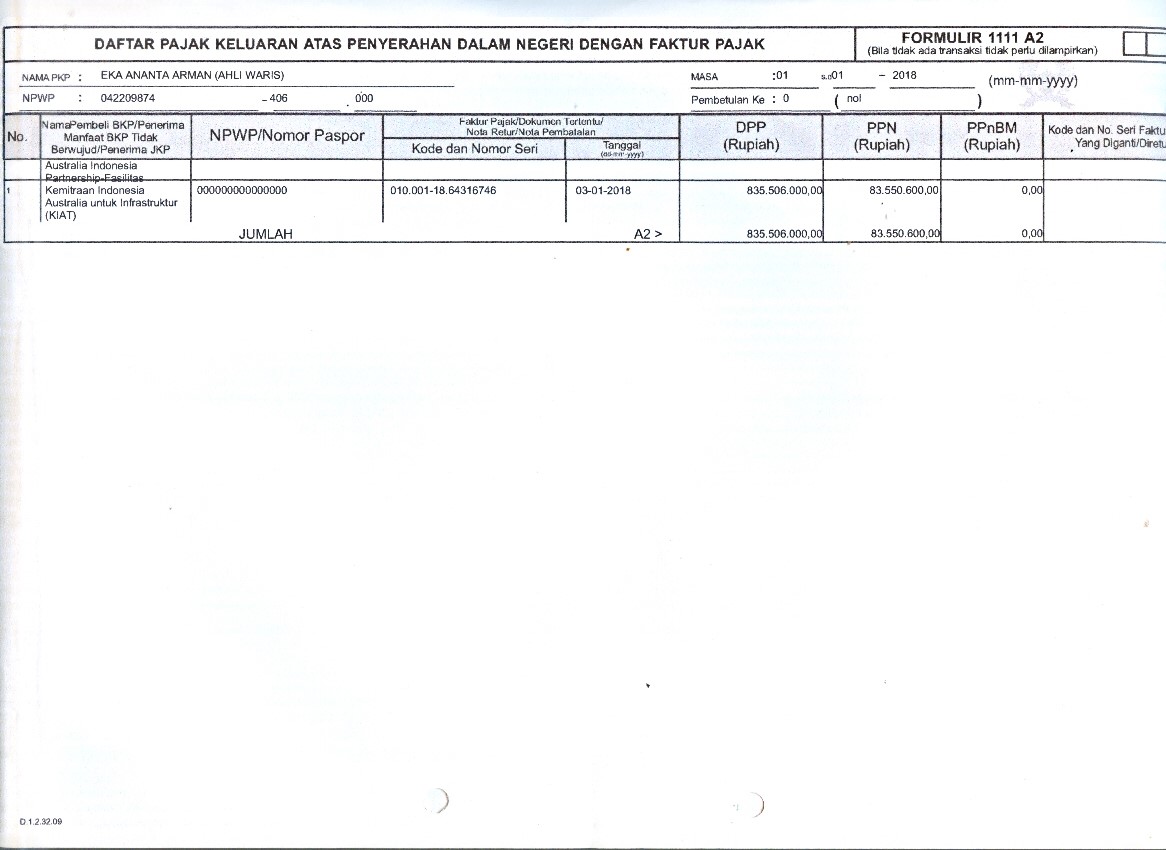 DAFTAR PAJAK KELUARAN ATAS PENYERAHAN DALAM NEGERI DENGAN FAKTUR PAJAK
FORMULIR 1111 A2
(Bila tidak ada transaksi tidak perlu dilampirkan)
NAMA PKP : EKA ANANTA ARMAN (AHLI WARIS)
MASA :01 s.d01 – 2018 (mm-mm-yyyy)
NPWP : 042209874 – 406 . 000
Pembetulan Ke : 0 ( nol )
No.
NamaPembeli BKP/Penerima
Manfaat BKP Tidak
Berwujud/Penerima JKP
NPWP/Nomor Paspor
Faktur Pajak/Dokumen Tertentu/
Nota Retur/Nota Pembatalan
Kode dan Nomor Seri
Tanggal
(dd-mm-yyyy)
DPP
(Rupiah)
PPN
(Rupiah)
PPnBM
(Rupiah)
Kode dan No. Seri Faktu
Yang Diganti/Diretu
Australia Indonesia
Partnership-Fasilitas
1 Kemitraan Indonesia 000000000000000 010.001-18.64316746 03-01-2018 835.506.000,00 83.550.600,00 0,00
Australia untuk Infrastruktur
(KIAT)
JUMLAH A2 > 835.506.000,00 83.550.600,00 0,00
D 1.2.32.09